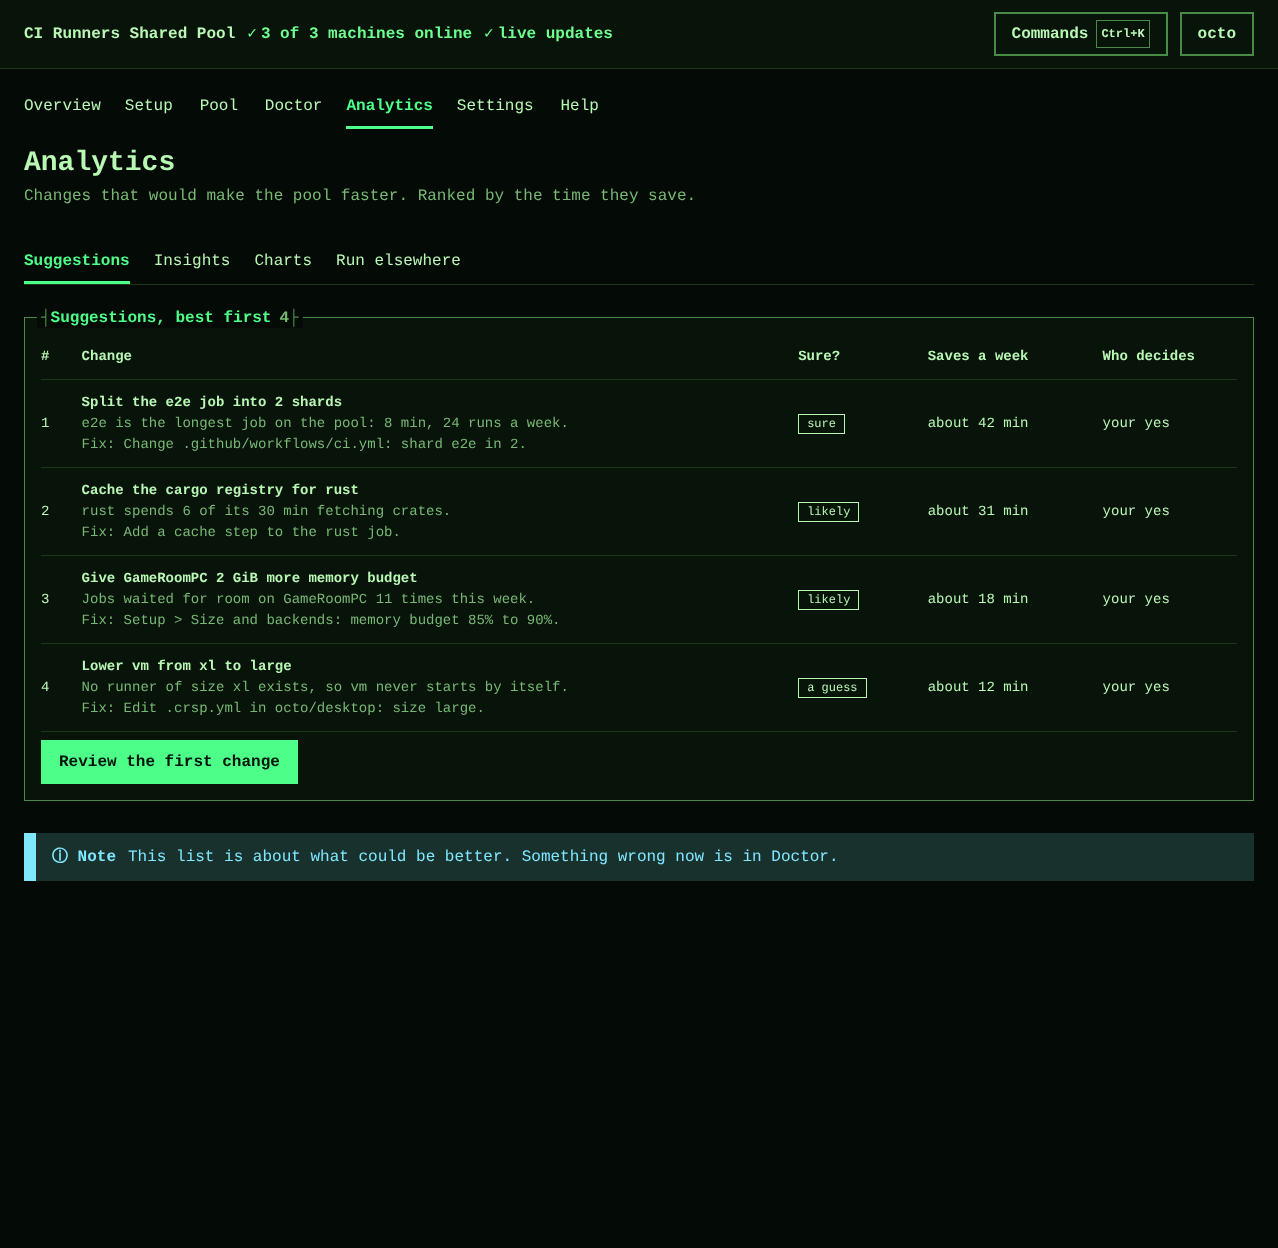 CI Runners Shared Pool ✓ 3 of 3 machines online ✓ live updates Commands Ctrl+K octo
Overview Setup Pool Doctor Analytics Settings Help
Analytics
Changes that would make the pool faster. Ranked by the time they save.
Suggestions Insights Charts Run elsewhere
Suggestions, best first 4
# Change Sure? Saves a week Who decides
Split the e2e job into 2 shards
1 e2e is the longest job on the pool: 8 min, 24 runs a week. sure about 42 min your yes
Fix: Change .github/workflows/ci.yml: shard e2e in 2.
Cache the cargo registry for rust
2 rust spends 6 of its 30 min fetching crates. likely about 31 min your yes
Fix: Add a cache step to the rust job.
Give GameRoomPC 2 GiB more memory budget
3 Jobs waited for room on GameRoomPC 11 times this week. likely about 18 min your yes
Fix: Setup > Size and backends: memory budget 85% to 90%.
Lower vm from xl to large
4 No runner of size xl exists, so vm never starts by itself. a guess about 12 min your yes
Fix: Edit .crsp.yml in octo/desktop: size large.
Review the first change
ⓘ Note This list is about what could be better. Something wrong now is in Doctor.